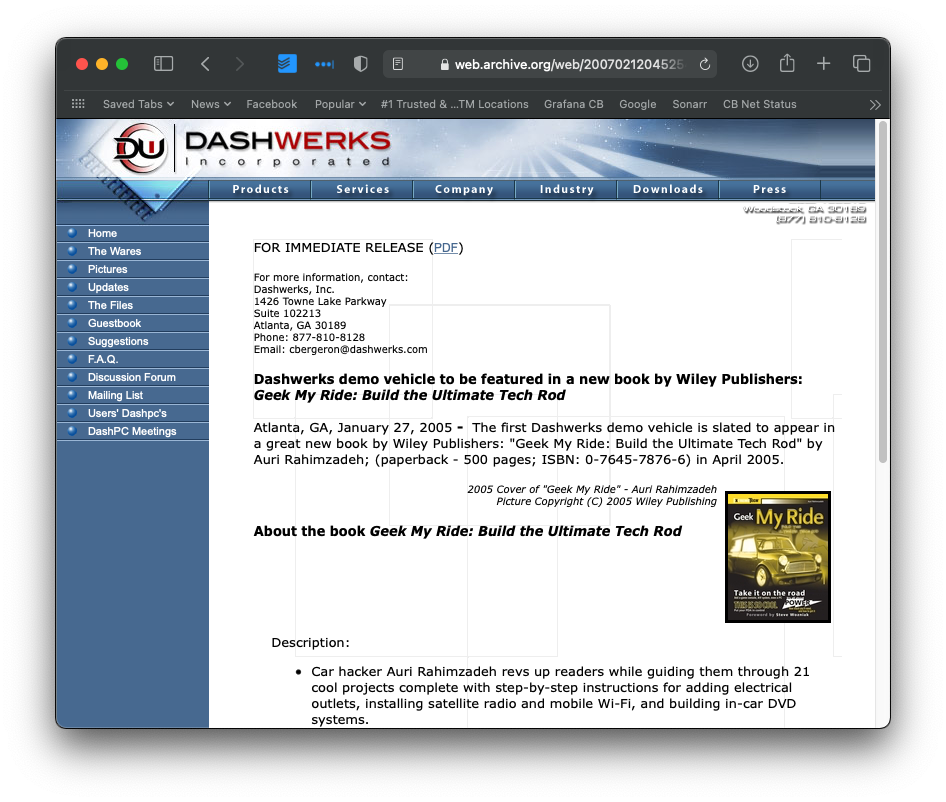 web.archive.org/web/2007021204525
Saved Tabs
News
Facebook
Popular
#1 Trusted & ...TM Locations
Grafana CB
Google
Sonarr
CB Net Status
DW
DASHWERKS
Incorporated
Products
Services
Company
Industry
Downloads
Press
Woodstock, GA 30189
(877) 810-8128
Home
The Wares
Pictures
Updates
The Files
Guestbook
Suggestions
F.A.Q.
Discussion Forum
Mailing List
Users' Dashpc's
DashPC Meetings
FOR IMMEDIATE RELEASE (PDF)
For more information, contact:
Dashwerks, Inc.
1426 Towne Lake Parkway
Suite 102213
Atlanta, GA 30189
Phone: 877-810-8128
Email: cbergeron@dashwerks.com
Dashwerks demo vehicle to be featured in a new book by Wiley Publishers:
Geek My Ride: Build the Ultimate Tech Rod
Atlanta, GA, January 27, 2005 - The first Dashwerks demo vehicle is slated to appear in
a great new book by Wiley Publishers: "Geek My Ride: Build the Ultimate Tech Rod" by
Auri Rahimzadeh; (paperback - 500 pages; ISBN: 0-7645-7876-6) in April 2005.
2005 Cover of "Geek My Ride" - Auri Rahimzadeh
Picture Copyright (C) 2005 Wiley Publishing
Geek My Ride
Take it on the road
THIS IS SO COOL
POWER
Foreword by Steve Wozniak
About the book Geek My Ride: Build the Ultimate Tech Rod
Description:
• Car hacker Auri Rahimzadeh revs up readers while guiding them through 21
cool projects complete with step-by-step instructions for adding electrical
outlets, installing satellite radio and mobile Wi-Fi, and building in-car DVD
systems.